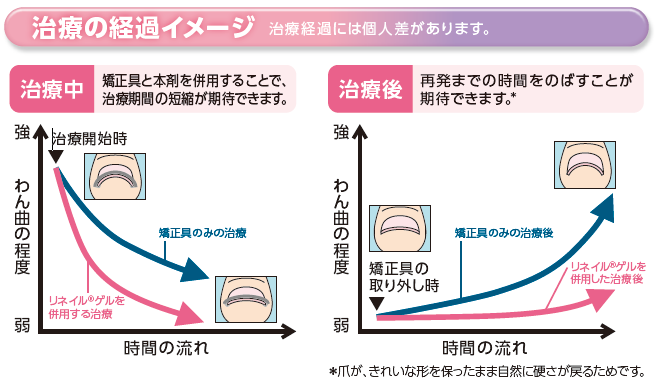 治療の経過イメージ 治療経過には個人差があります。
治療中
矯正具と本剤を併用することで、
治療期間の短縮が期待できます。
強
わん曲の程度
弱
治療開始時
矯正具のみの治療
リネイル®ゲルを
併用する治療
時間の流れ
治療後
再発までの時間をのばすことが
期待できます。*
強
わん曲の程度
弱
矯正具の
取り外し時
矯正具のみの治療後
リネイル®ゲルを
併用した治療後
時間の流れ
*爪が、きれいな形を保ったまま自然に硬さが戻るためです。